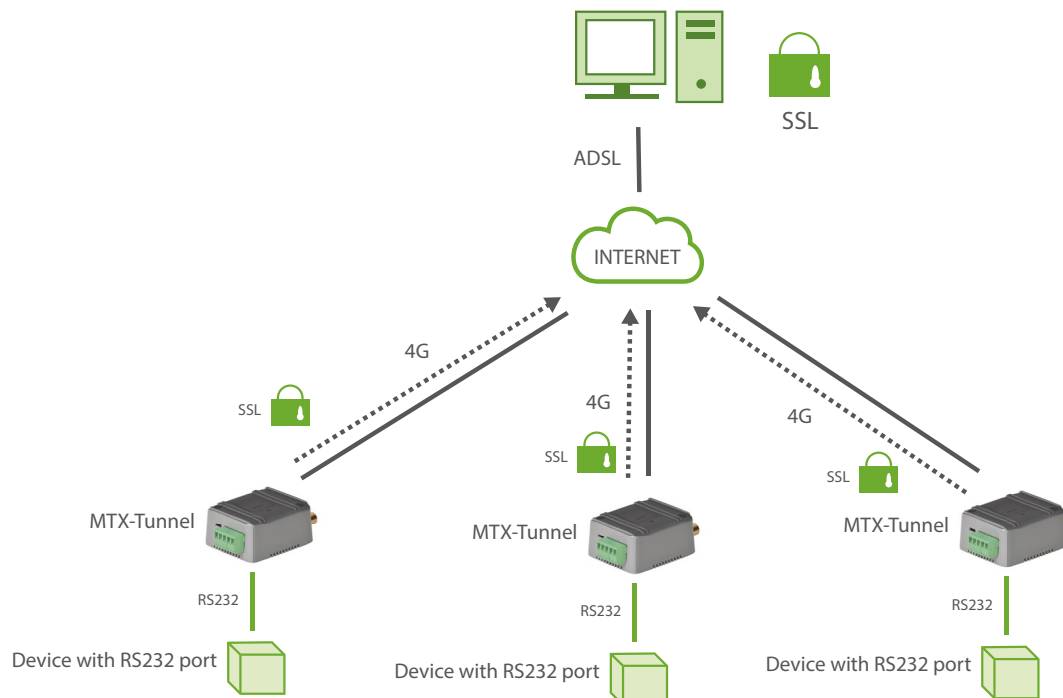 SSL
ADSL
INTERNET
4G
4G
4G
SSL
SSL
SSL
MTX-Tunnel
MTX-Tunnel
MTX-Tunnel
RS232
RS232
RS232
Device with RS232 port
Device with RS232 port
Device with RS232 port